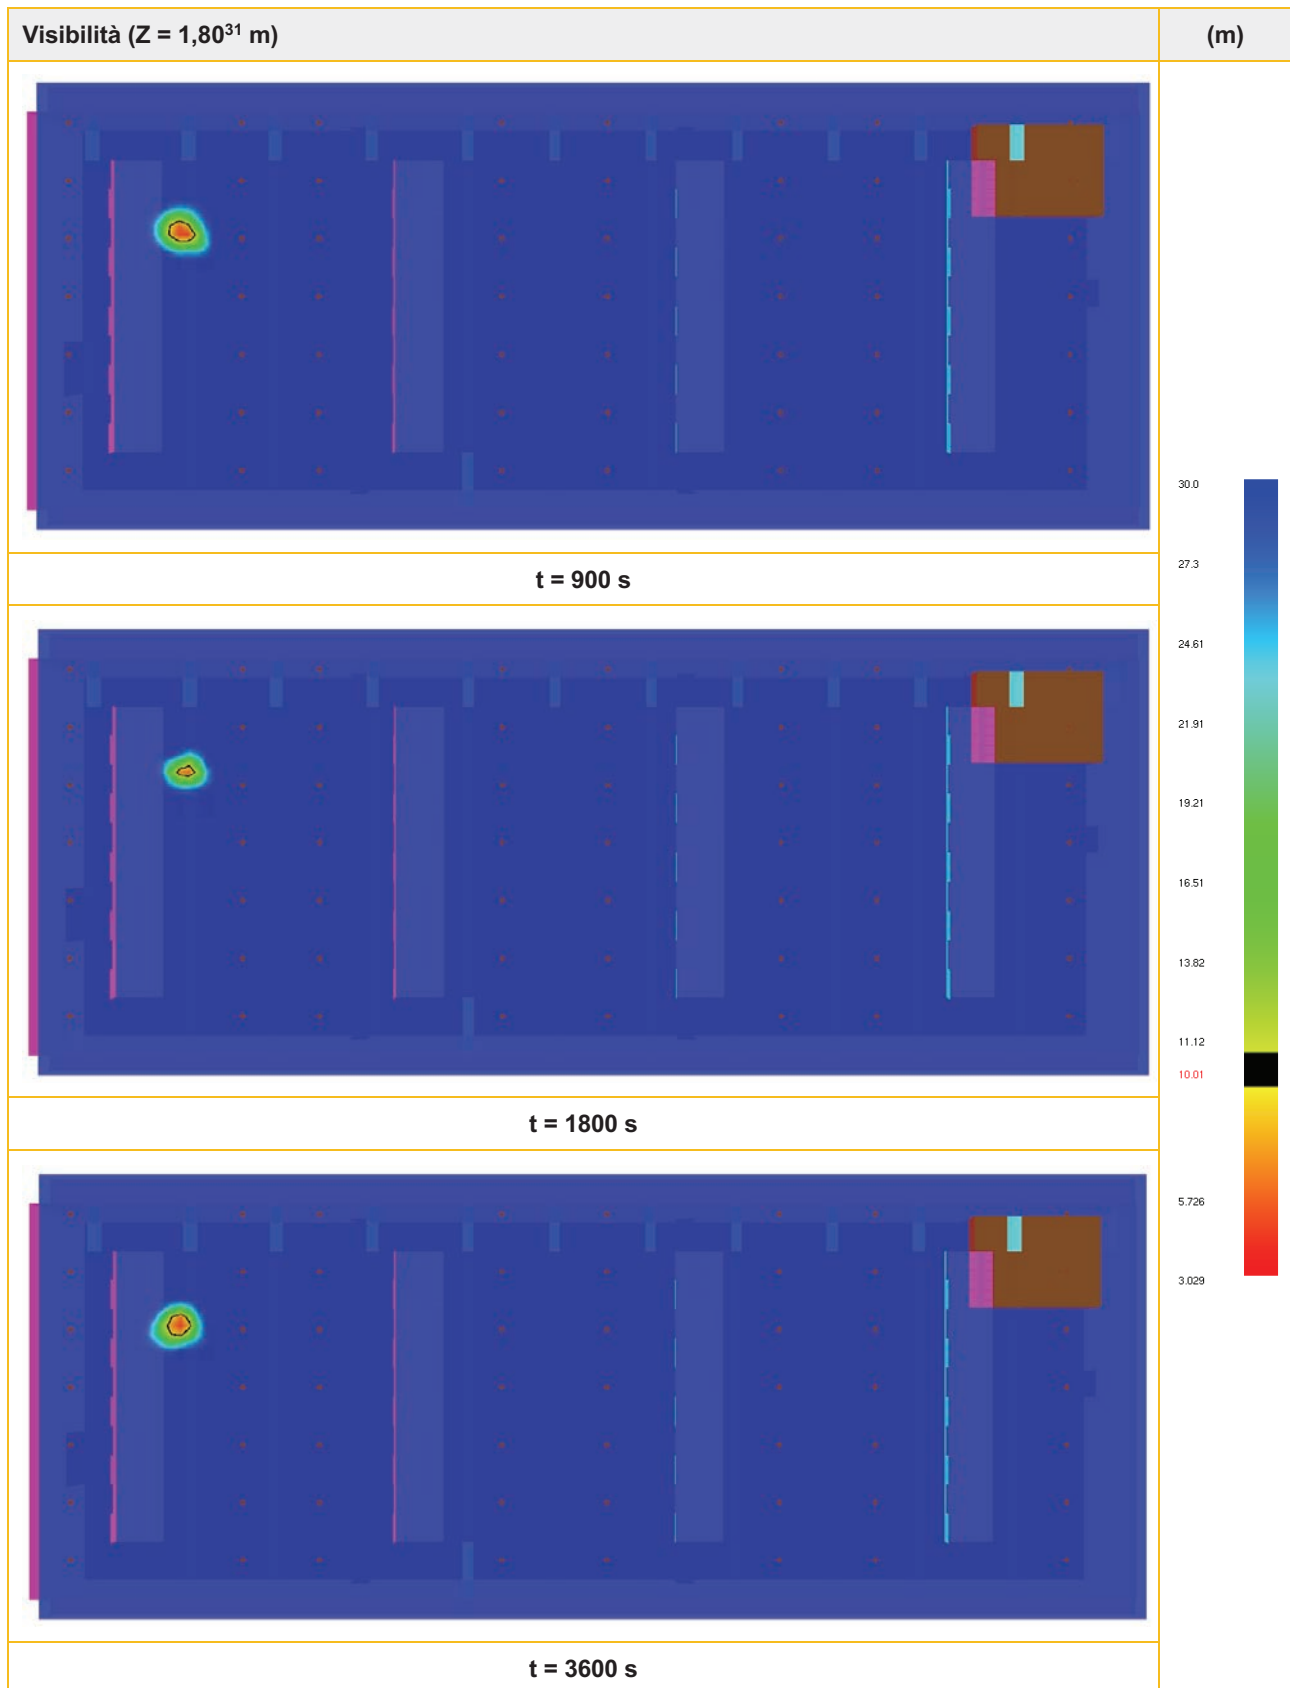 Visibilità (Z = 1,80³¹ m)
(m)
t = 900 s
30.0
27.3
24.61
21.91
19.21
16.51
13.82
11.12
10.01
5.726
3.029
t = 1800 s
t = 3600 s